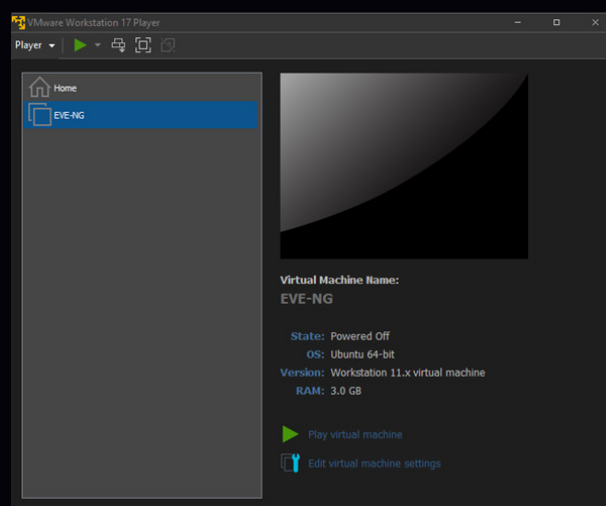 VMware Workstation 17 Player
Player
Home
EVE-NG
Virtual Machine Name:
EVE-NG
State: Powered Off
OS: Ubuntu 64-bit
Version: Workstation 11.x virtual machine
RAM: 3.0 GB
Play virtual machine
Edit virtual machine settings